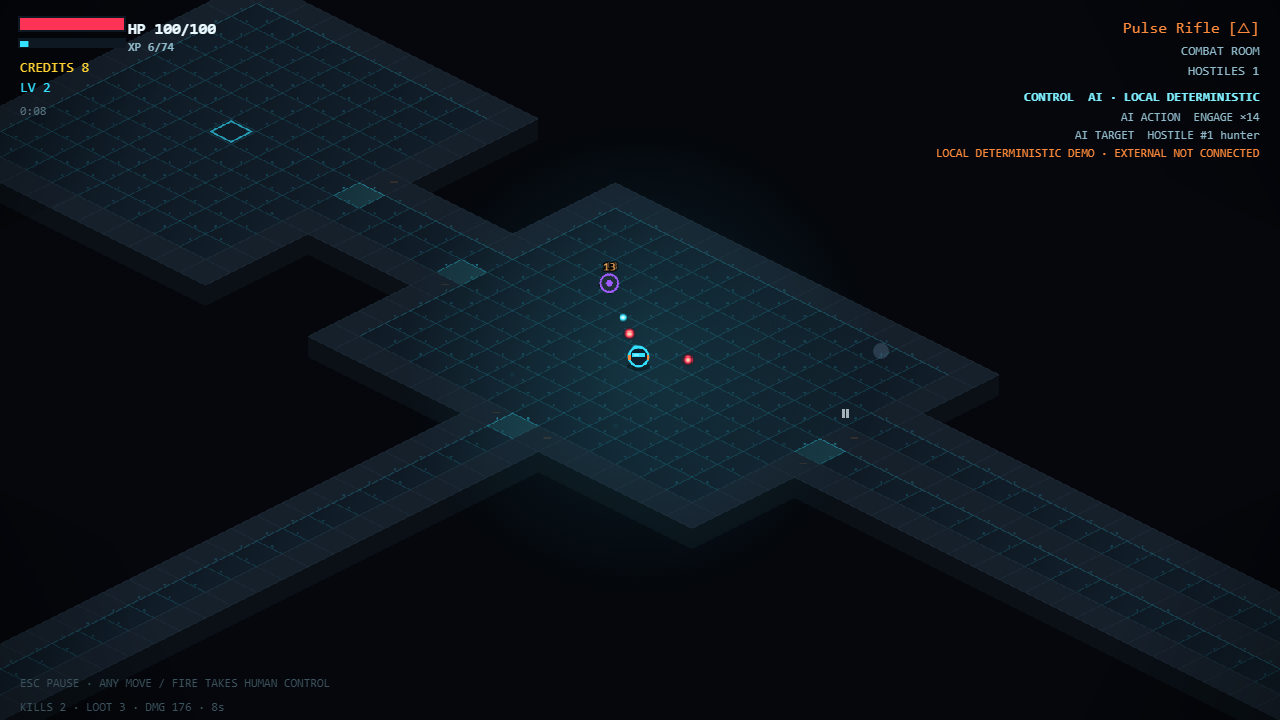 HP 100/100
XP 6/74
CREDITS 8
LV 2
0:08
Pulse Rifle [△]
COMBAT ROOM
HOSTILES 1
CONTROL AI · LOCAL DETERMINISTIC
AI ACTION ENGAGE ×14
AI TARGET HOSTILE #1 hunter
LOCAL DETERMINISTIC DEMO · EXTERNAL NOT CONNECTED
13
ESC PAUSE · ANY MOVE / FIRE TAKES HUMAN CONTROL
KILLS 2 · LOOT 3 · DMG 176 · 8s